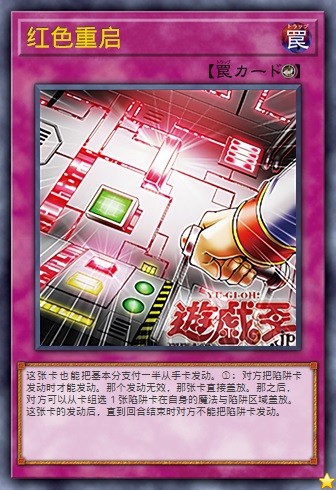 红色重启
トラップ
罠
【罠カード】
YU-GI-OH!
遊戯王
.JP
这张卡也能把基本分支付一半从手卡发动。①：对方把陷阱卡
发动时才能发动。那个发动无效，那张卡直接盖放。那之后，
对方可以从卡组选1张陷阱卡在自身的魔法与陷阱区域盖放。
这张卡的发动后，直到回合结束时对方不能把陷阱卡发动。